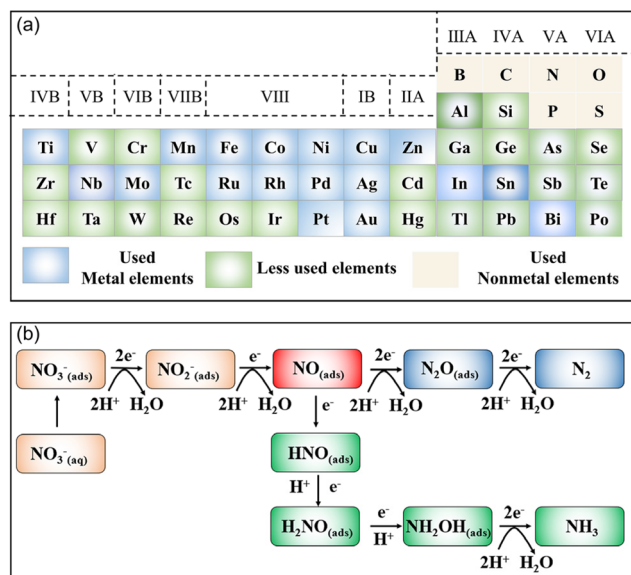 (a)
IIIA IVA VA VIA
B C N O
IVB VB VIB VIIB VIII IB IIA
Al Si P S
Ti V Cr Mn Fe Co Ni Cu Zn Ga Ge As Se
Zr Nb Mo Tc Ru Rh Pd Ag Cd In Sn Sb Te
Hf Ta W Re Os Ir Pt Au Hg Tl Pb Bi Po
Used Metal elements
Less used elements
Used Nonmetal elements
(b)
2e⁻ e⁻ 2e⁻ 2e⁻
NO₃⁻(ads) NO₂⁻(ads) NO(ads) N₂O(ads) N₂
2H⁺ H₂O 2H⁺ H₂O 2H⁺ H₂O 2H⁺ H₂O
e⁻
NO₃⁻(aq) HNO(ads)
H⁺ e⁻
e⁻ 2e⁻
H₂NO(ads) NH₂OH(ads) NH₃
H⁺ 2H⁺ H₂O